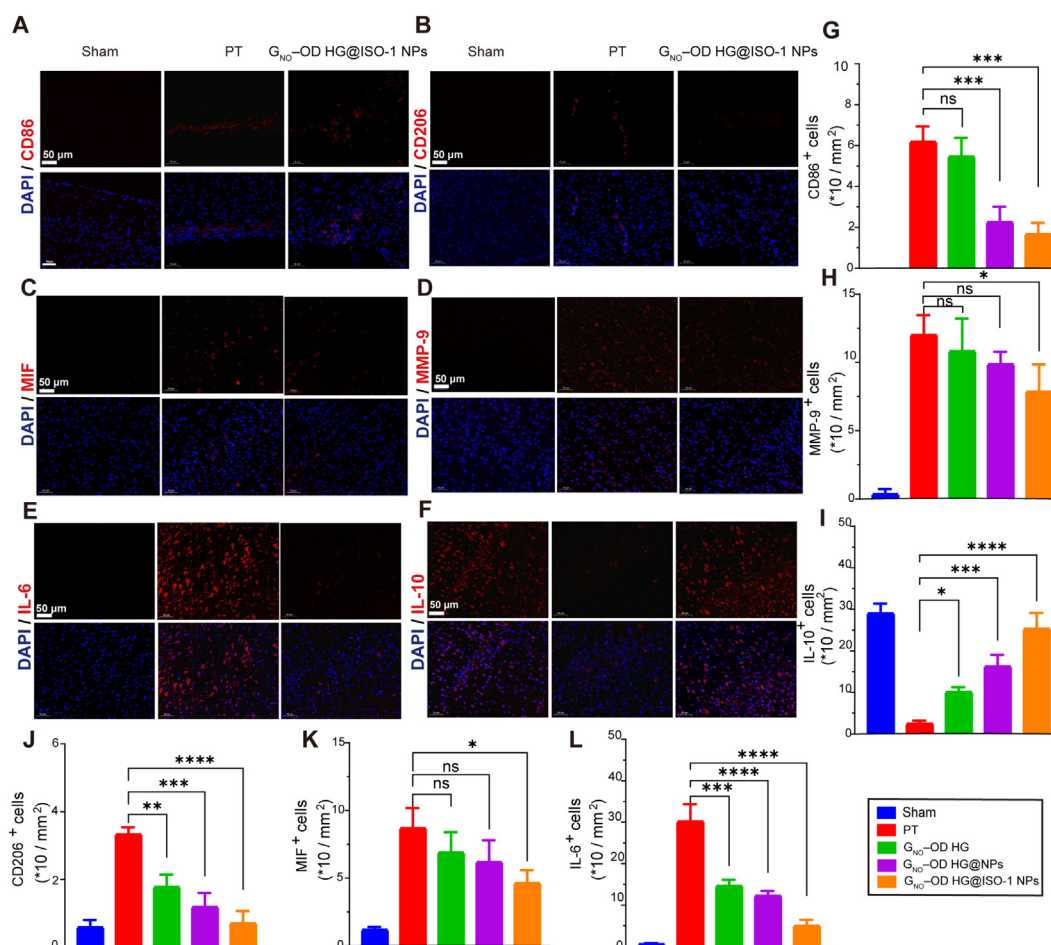 A
Sham
PT
G_NO–OD HG@ISO-1 NPs
DAPI / CD86
50 µm
B
Sham
PT
G_NO–OD HG@ISO-1 NPs
DAPI / CD206
50 µm
G
CD86⁺ cells
(*10 / mm²)
10
8
6
4
2
0
ns
***
***
C
DAPI / MIF
50 µm
D
DAPI / MMP-9
50 µm
H
MMP-9⁺ cells
(*10 / mm²)
15
10
5
0
ns
ns
*
E
DAPI / IL-6
50 µm
F
DAPI / IL-10
50 µm
I
IL-10⁺ cells
(*10 / mm²)
50
40
30
20
10
0
*
***
****
J
CD206⁺ cells
(*10 / mm²)
6
4
2
0
**
***
****
K
MIF⁺ cells
(*10 / mm²)
15
10
5
0
ns
ns
*
L
IL-6⁺ cells
(*10 / mm²)
50
40
30
20
10
0
***
****
****
Sham
PT
G_NO–OD HG
G_NO–OD HG@NPs
G_NO–OD HG@ISO-1 NPs